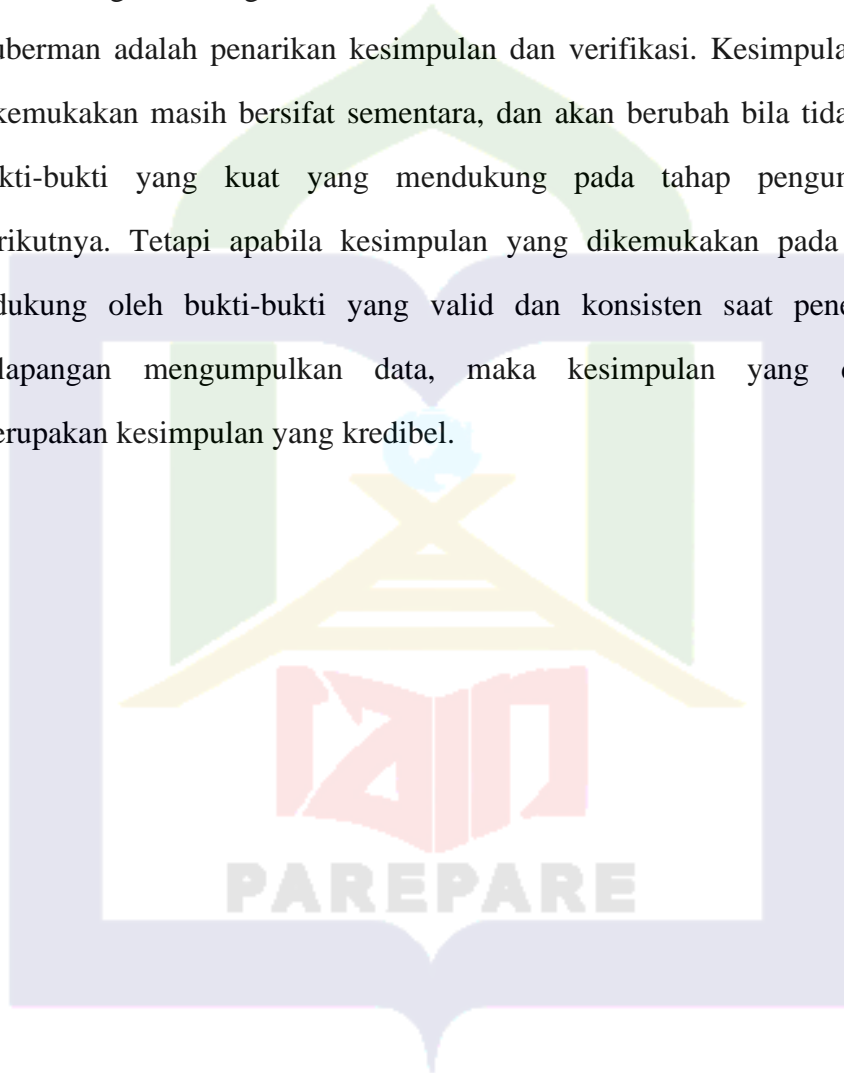 uberman adalah penarikan kesimpulan dan verifikasi. Kesimpula
kemukakan masih bersifat sementara, dan akan berubah bila tida
kti-bukti yang kuat yang mendukung pada tahap pengun
rikutnya. Tetapi apabila kesimpulan yang dikemukakan pada
dukung oleh bukti-bukti yang valid dan konsisten saat pene
lapangan mengumpulkan data, maka kesimpulan yang
erupakan kesimpulan yang kredibel.
iain
PAREPARE